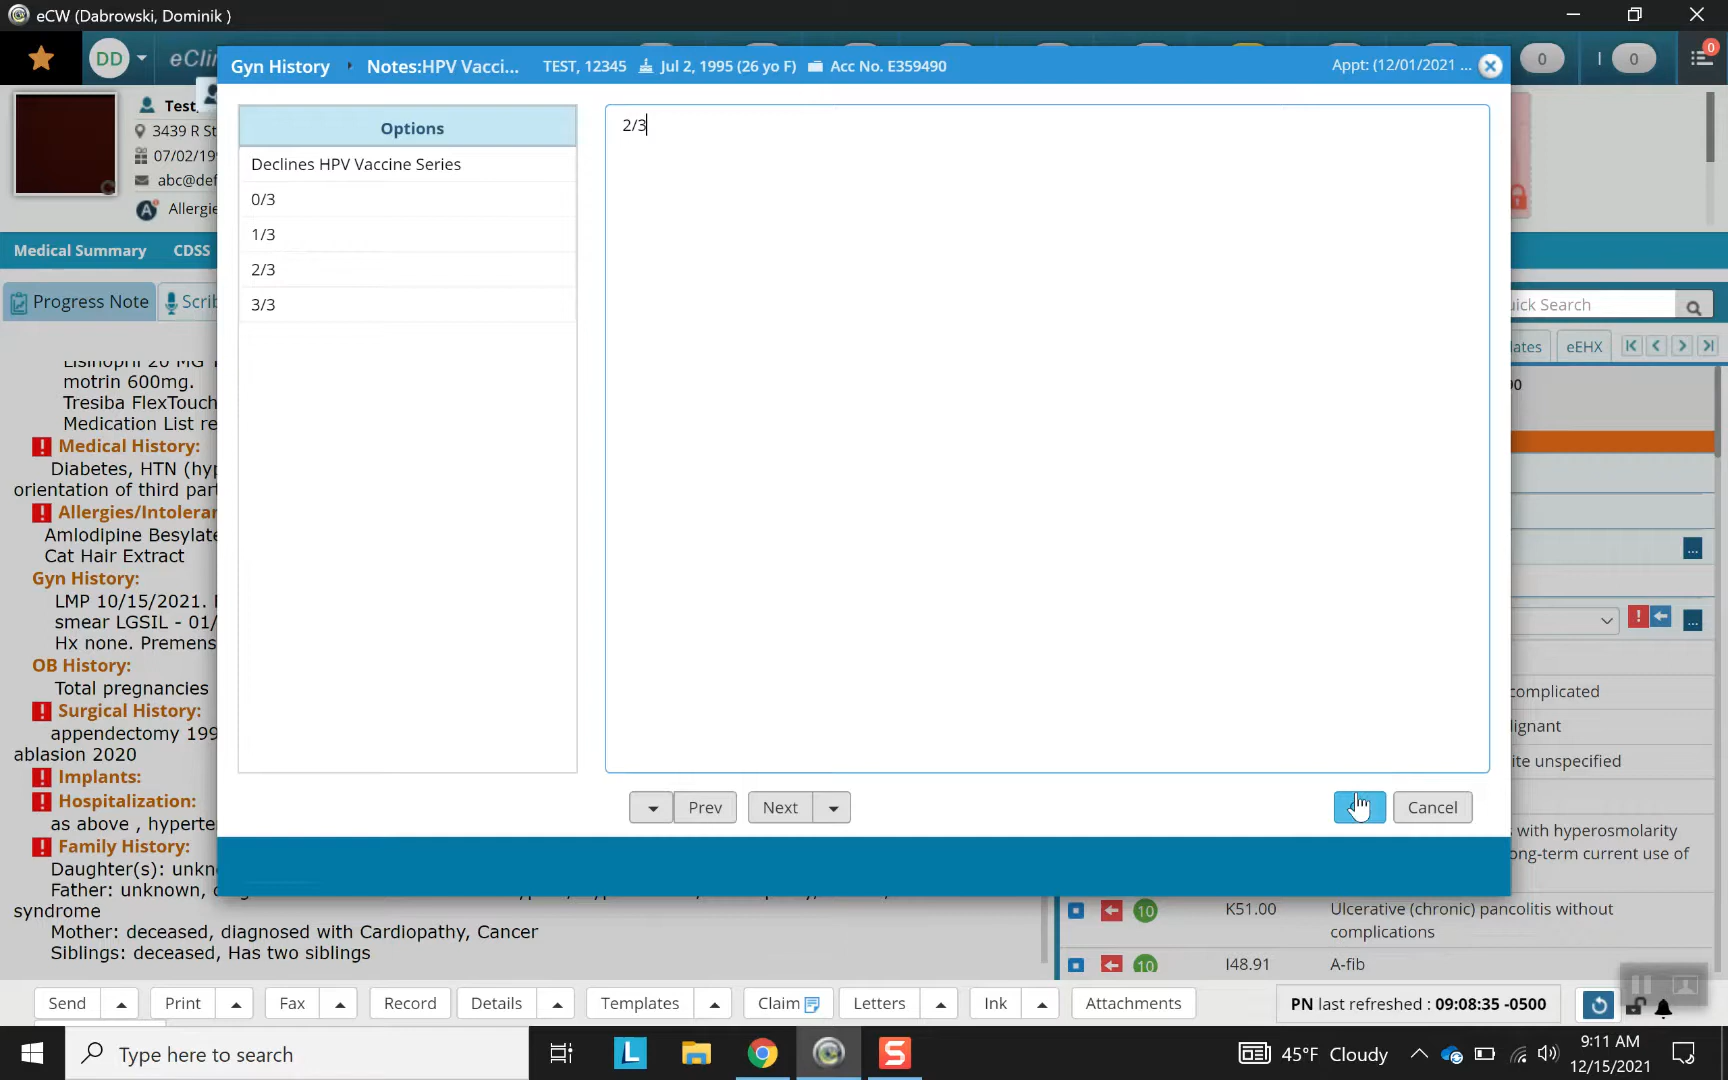 eCW (Dabrowski, Dominik )
DD
eCli
0
I
0
0
Gyn History
Notes:HPV Vacci...
TEST, 12345
Jul 2, 1995 (26 yo F)
Acc No. E359490
Appt: (12/01/2021 ...
Test,
3439 R St
07/02/19
abc@def
Allergie
Medical Summary
CDSS
Progress Note
Scrib
Options
Declines HPV Vaccine Series
0/3
1/3
2/3
3/3
2/3
Prev
Next
Cancel
Lisinopril 20 MG
motrin 600mg.
Tresiba FlexTouch
Medication List re
Medical History:
Diabetes, HTN (hyp
orientation of third part
Allergies/Intoleran
Amlodipine Besylate
Cat Hair Extract
Gyn History:
LMP 10/15/2021.
smear LGSIL - 01/
Hx none. Premens
OB History:
Total pregnancies
Surgical History:
appendectomy 199
ablasion 2020
Implants:
Hospitalization:
as above , hyperte
Family History:
Daughter(s): unkn
Father: unknown,
syndrome
Mother: deceased, diagnosed with Cardiopathy, Cancer
Siblings: deceased, Has two siblings
uick Search
lates
eEHX
90
complicated
lignant
ite unspecified
s with hyperosmolarity
ong-term current use of
10
K51.00
Ulcerative (chronic) pancolitis without
complications
10
I48.91
A-fib
Send
Print
Fax
Record
Details
Templates
Claim
Letters
Ink
Attachments
PN last refreshed : 09:08:35 -0500
Type here to search
L
S
45°F Cloudy
9:11 AM
12/15/2021